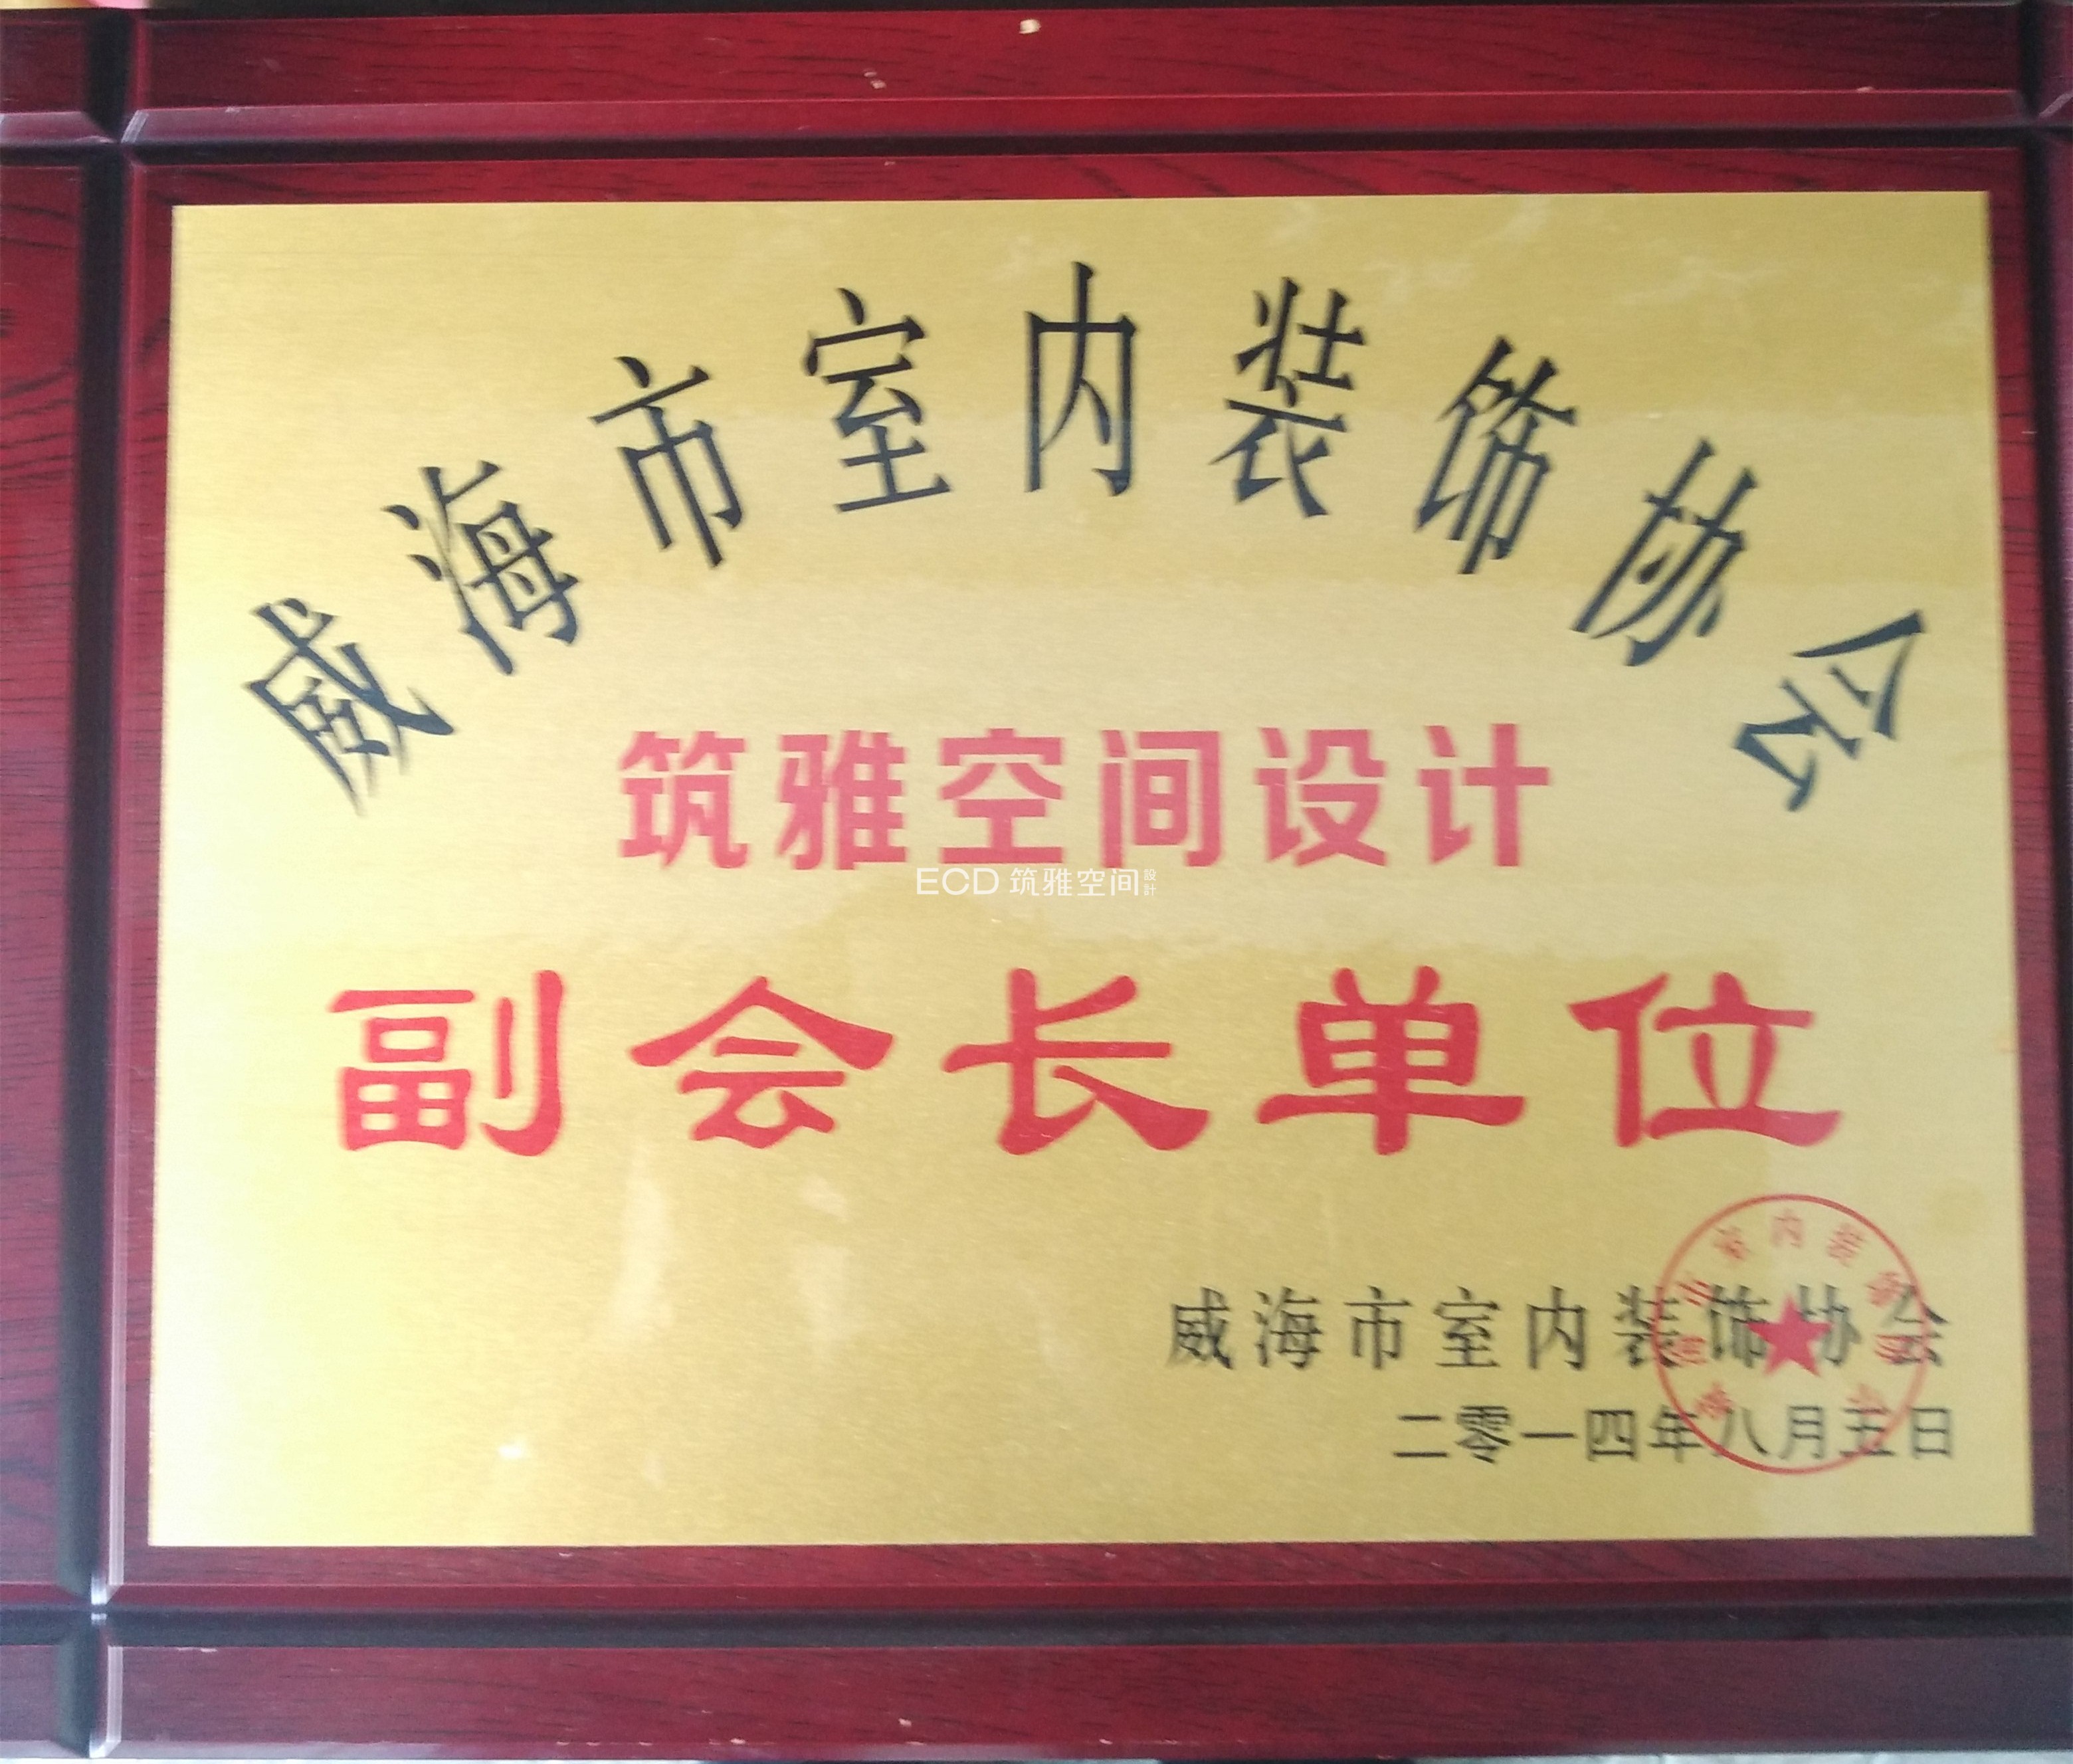 威海市室内装饰协会
筑雅空间设计
ECD 筑雅空间設計
副会长单位
威海市室内装饰协会
二零一四年八月五日